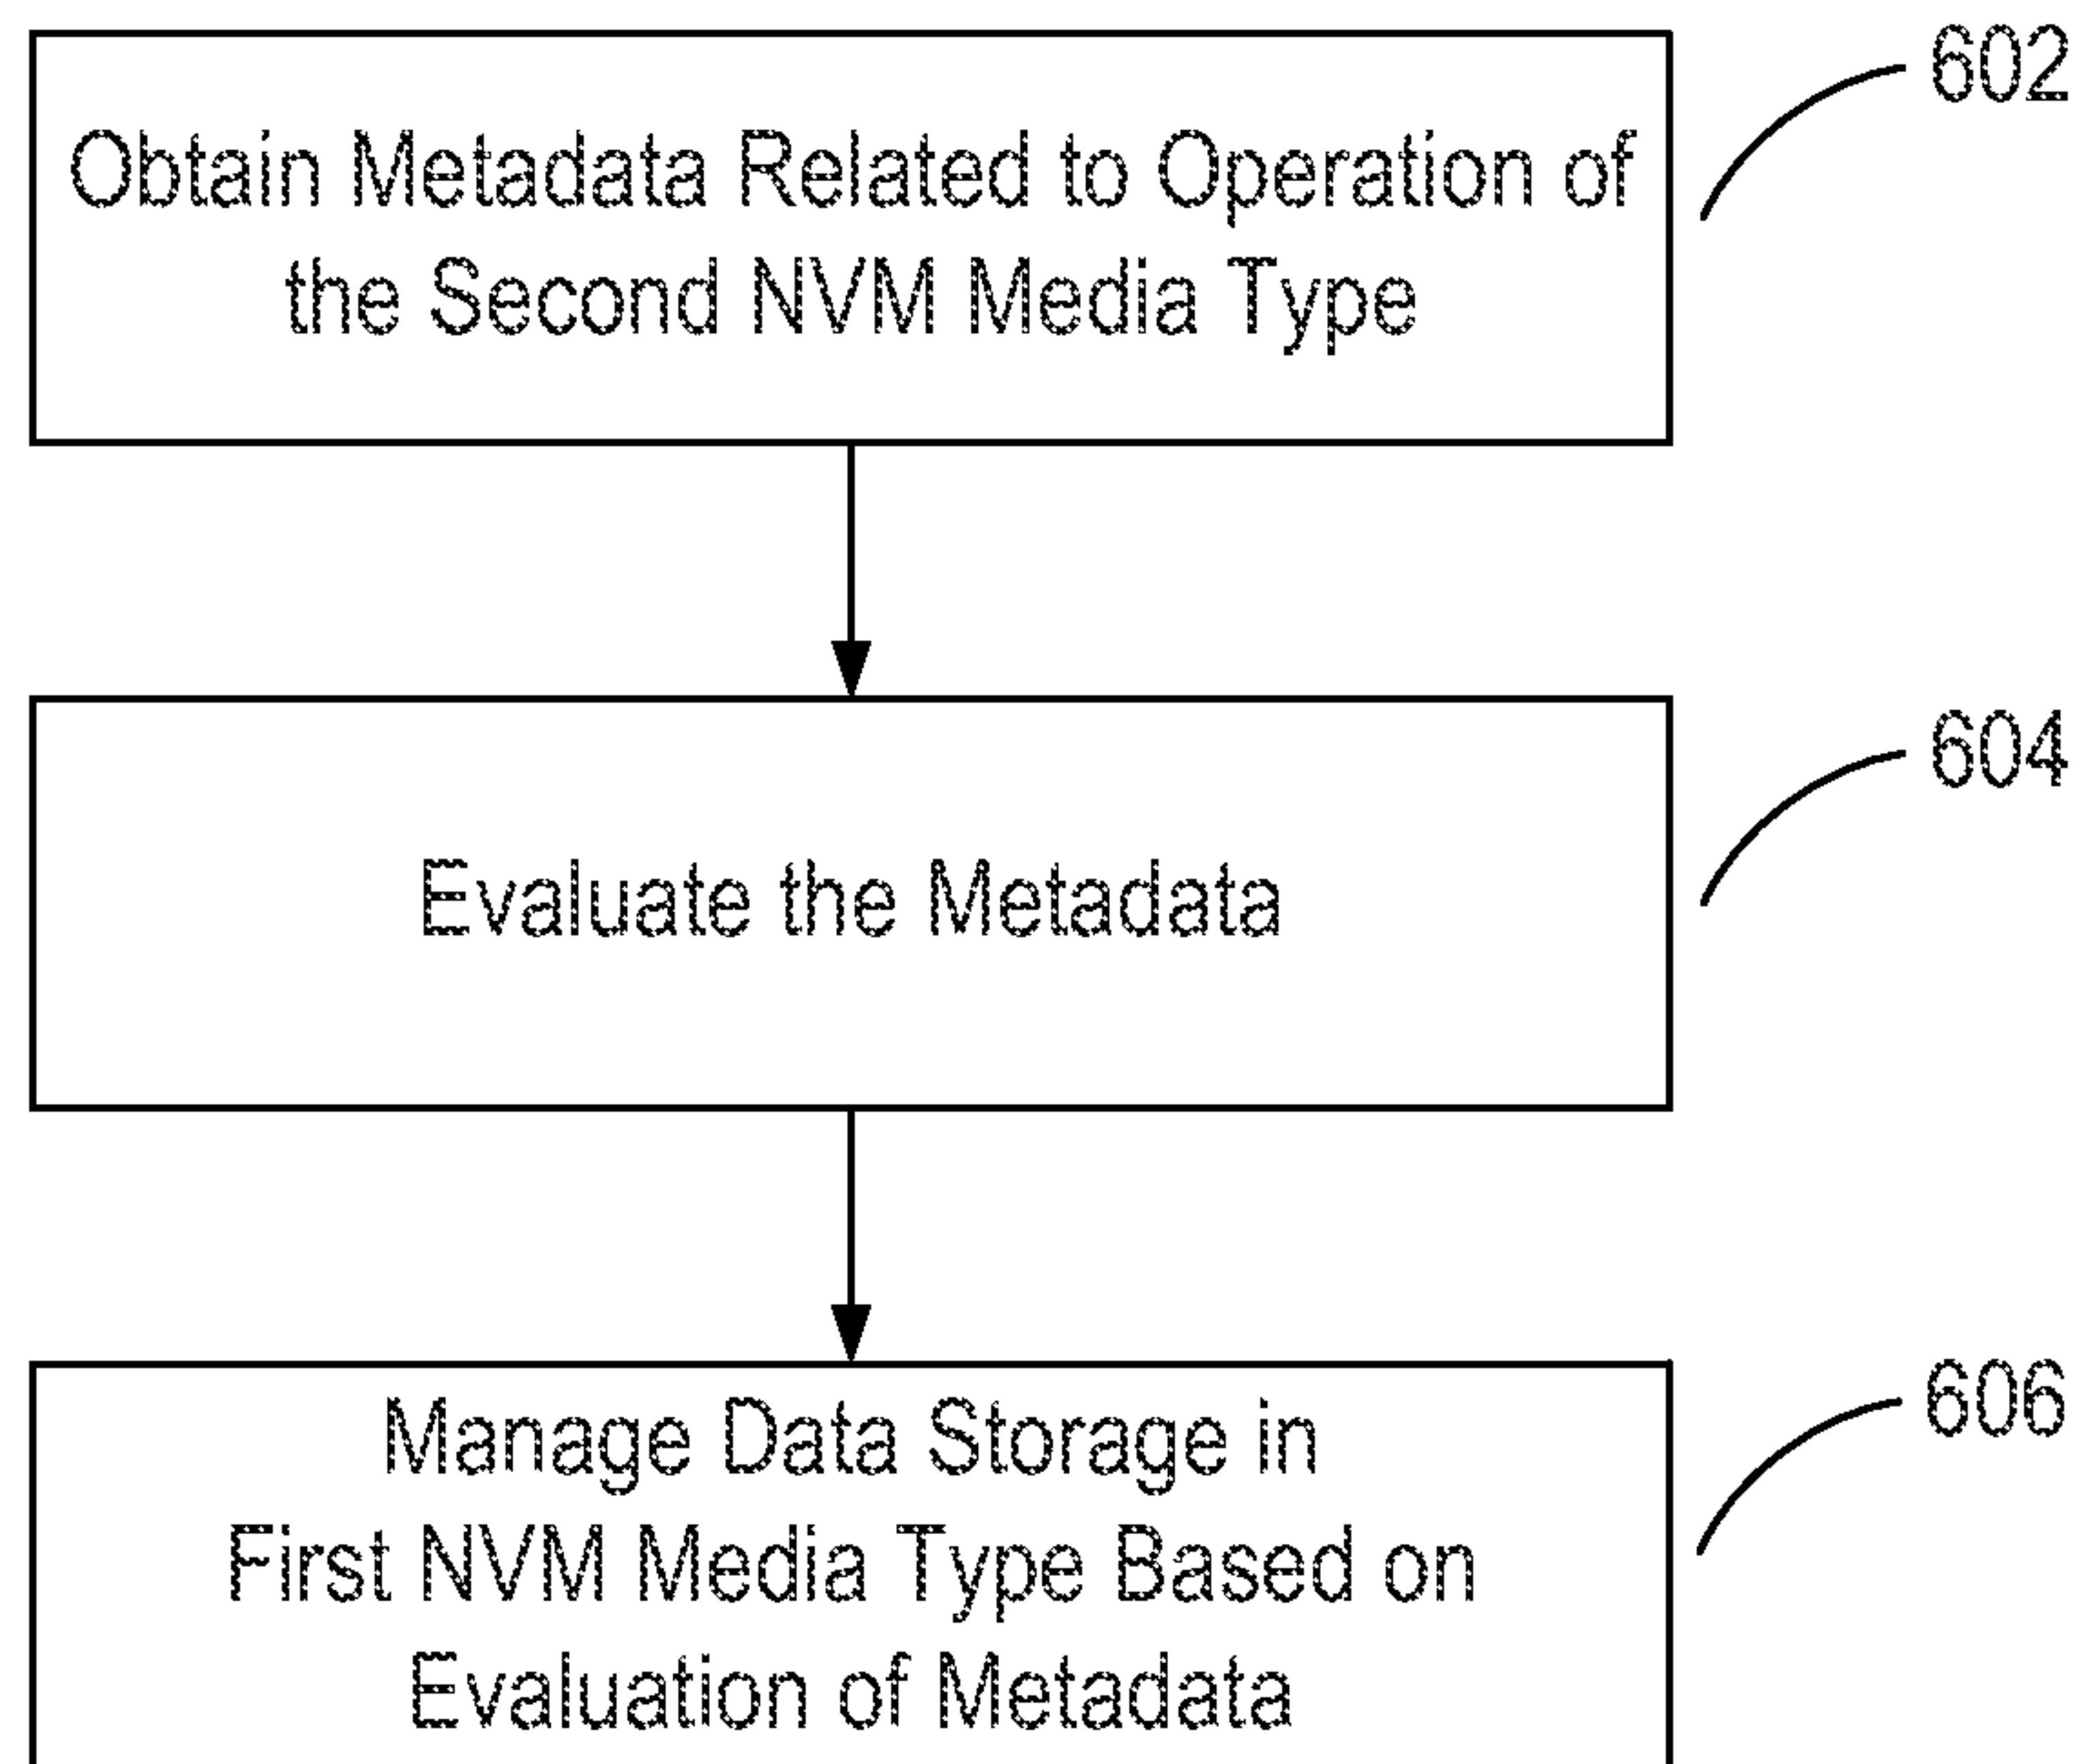 602
Obtain Metadata Related to Operation of
the Second NVM Media Type
604
Evaluate the Metadata
606
Manage Data Storage in
First NVM Media Type Based on
Evaluation of Metadata